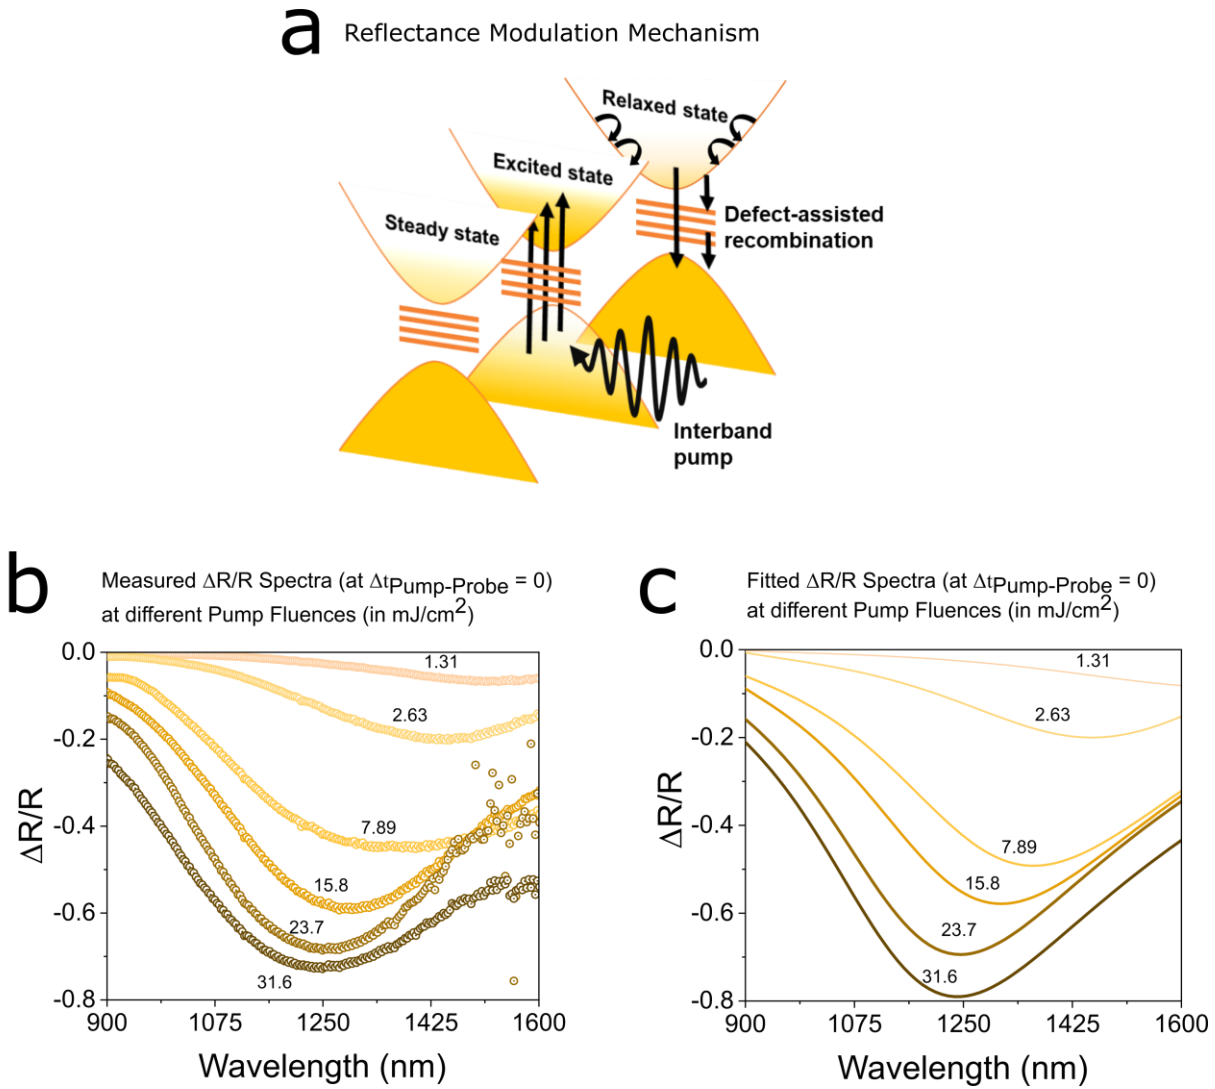 a Reflectance Modulation Mechanism
Relaxed state
Excited state
Steady state
Defect-assisted
recombination
Interband
pump
b
Measured ΔR/R Spectra (at ΔtPump-Probe = 0)
at different Pump Fluences (in mJ/cm²)
0.0
-0.2
-0.4
-0.6
-0.8
ΔR/R
1.31
2.63
7.89
15.8
23.7
31.6
900
1075
1250
1425
1600
Wavelength (nm)
c
Fitted ΔR/R Spectra (at ΔtPump-Probe = 0)
at different Pump Fluences (in mJ/cm²)
0.0
-0.2
-0.4
-0.6
-0.8
ΔR/R
1.31
2.63
7.89
15.8
23.7
31.6
900
1075
1250
1425
1600
Wavelength (nm)